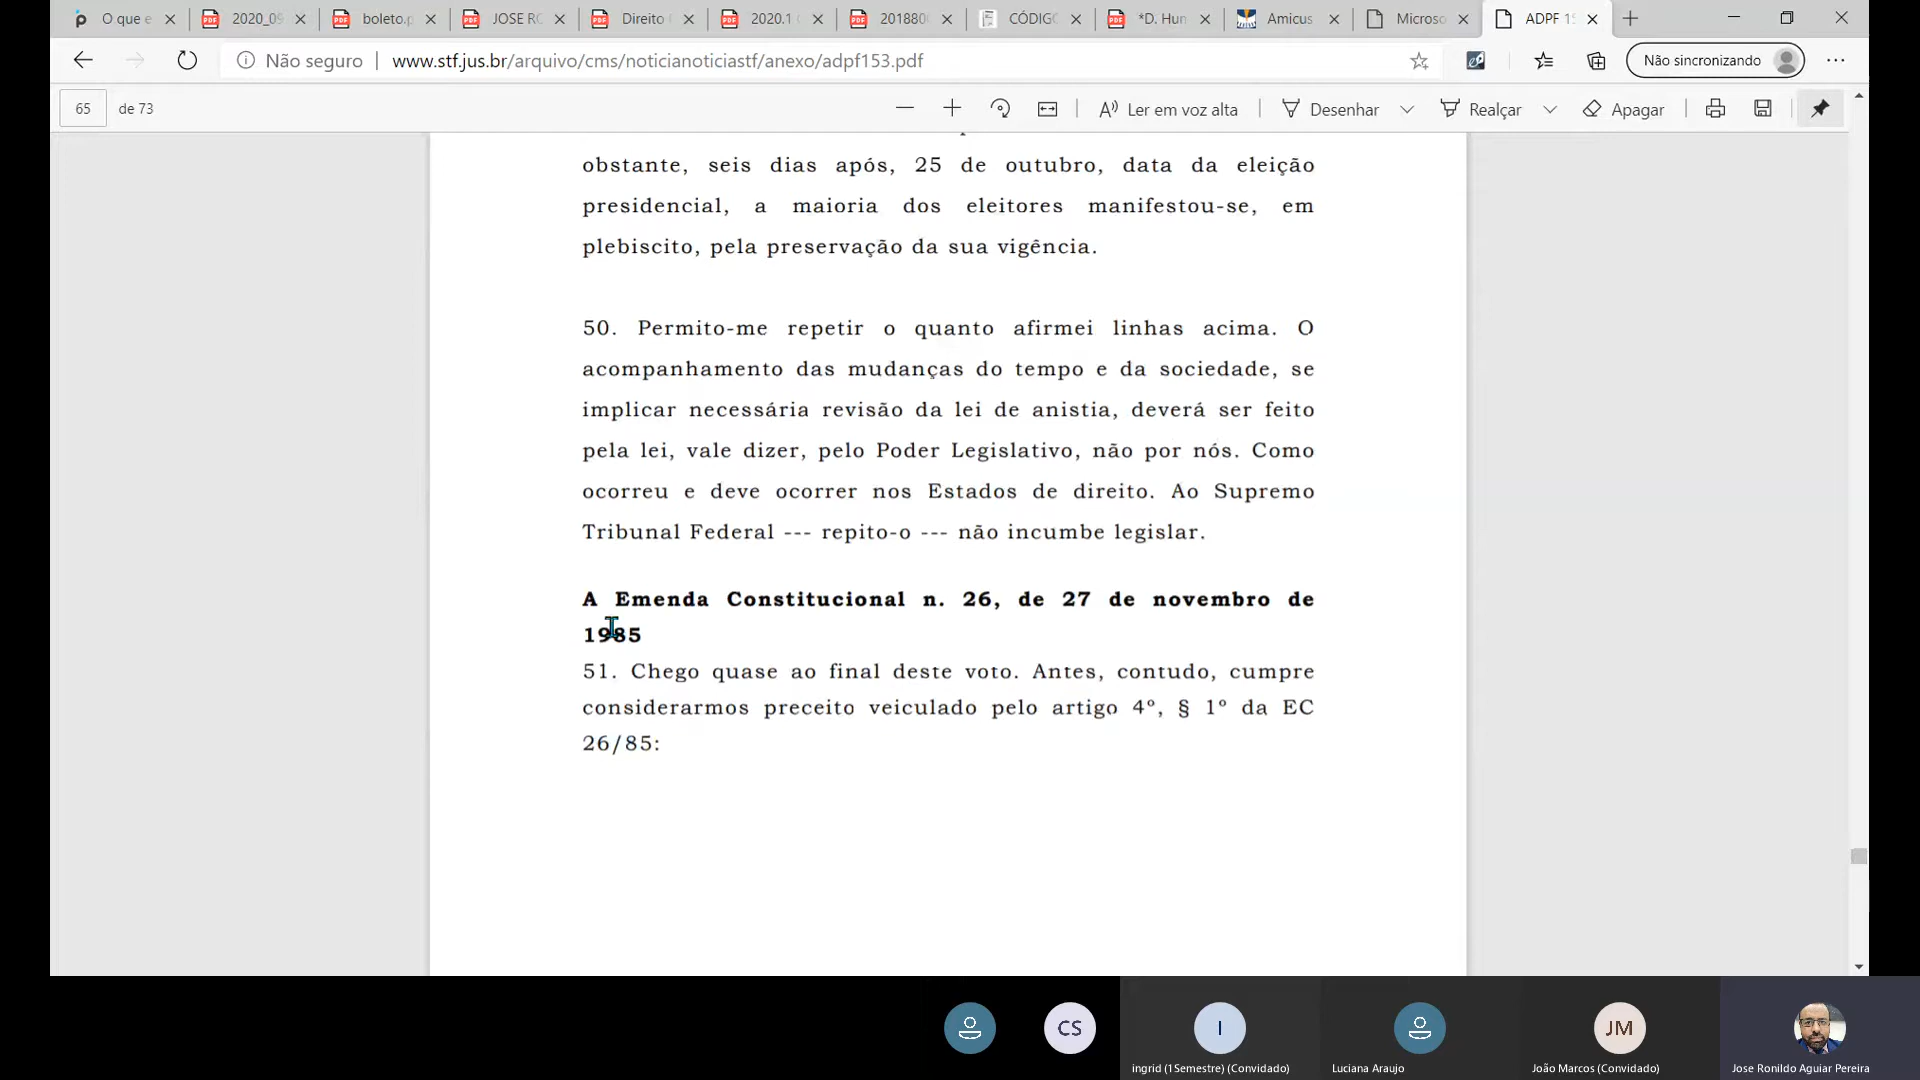 O que e
2020_09
boleto.p
JOSE RO
Direito
2020.1
201880
CÓDIGO
*D. Hum
Amicus
Microso
ADPF 15
Não seguro | www.stf.jus.br/arquivo/cms/noticianoticiastf/anexo/adpf153.pdf
Não sincronizando
65 de 73
Ler em voz alta
Desenhar
Realçar
Apagar
obstante, seis dias após, 25 de outubro, data da eleição
presidencial, a maioria dos eleitores manifestou-se, em
plebiscito, pela preservação da sua vigência.
50. Permito-me repetir o quanto afirmei linhas acima. O
acompanhamento das mudanças do tempo e da sociedade, se
implicar necessária revisão da lei de anistia, deverá ser feito
pela lei, vale dizer, pelo Poder Legislativo, não por nós. Como
ocorreu e deve ocorrer nos Estados de direito. Ao Supremo
Tribunal Federal --- repito-o --- não incumbe legislar.
A Emenda Constitucional n. 26, de 27 de novembro de
1985
51. Chego quase ao final deste voto. Antes, contudo, cumpre
considerarmos preceito veiculado pelo artigo 4º, § 1º da EC
26/85:
CS
I
JM
ingrid (1Semestre) (Convidado)
Luciana Araujo
João Marcos (Convidado)
Jose Ronildo Aguiar Pereira